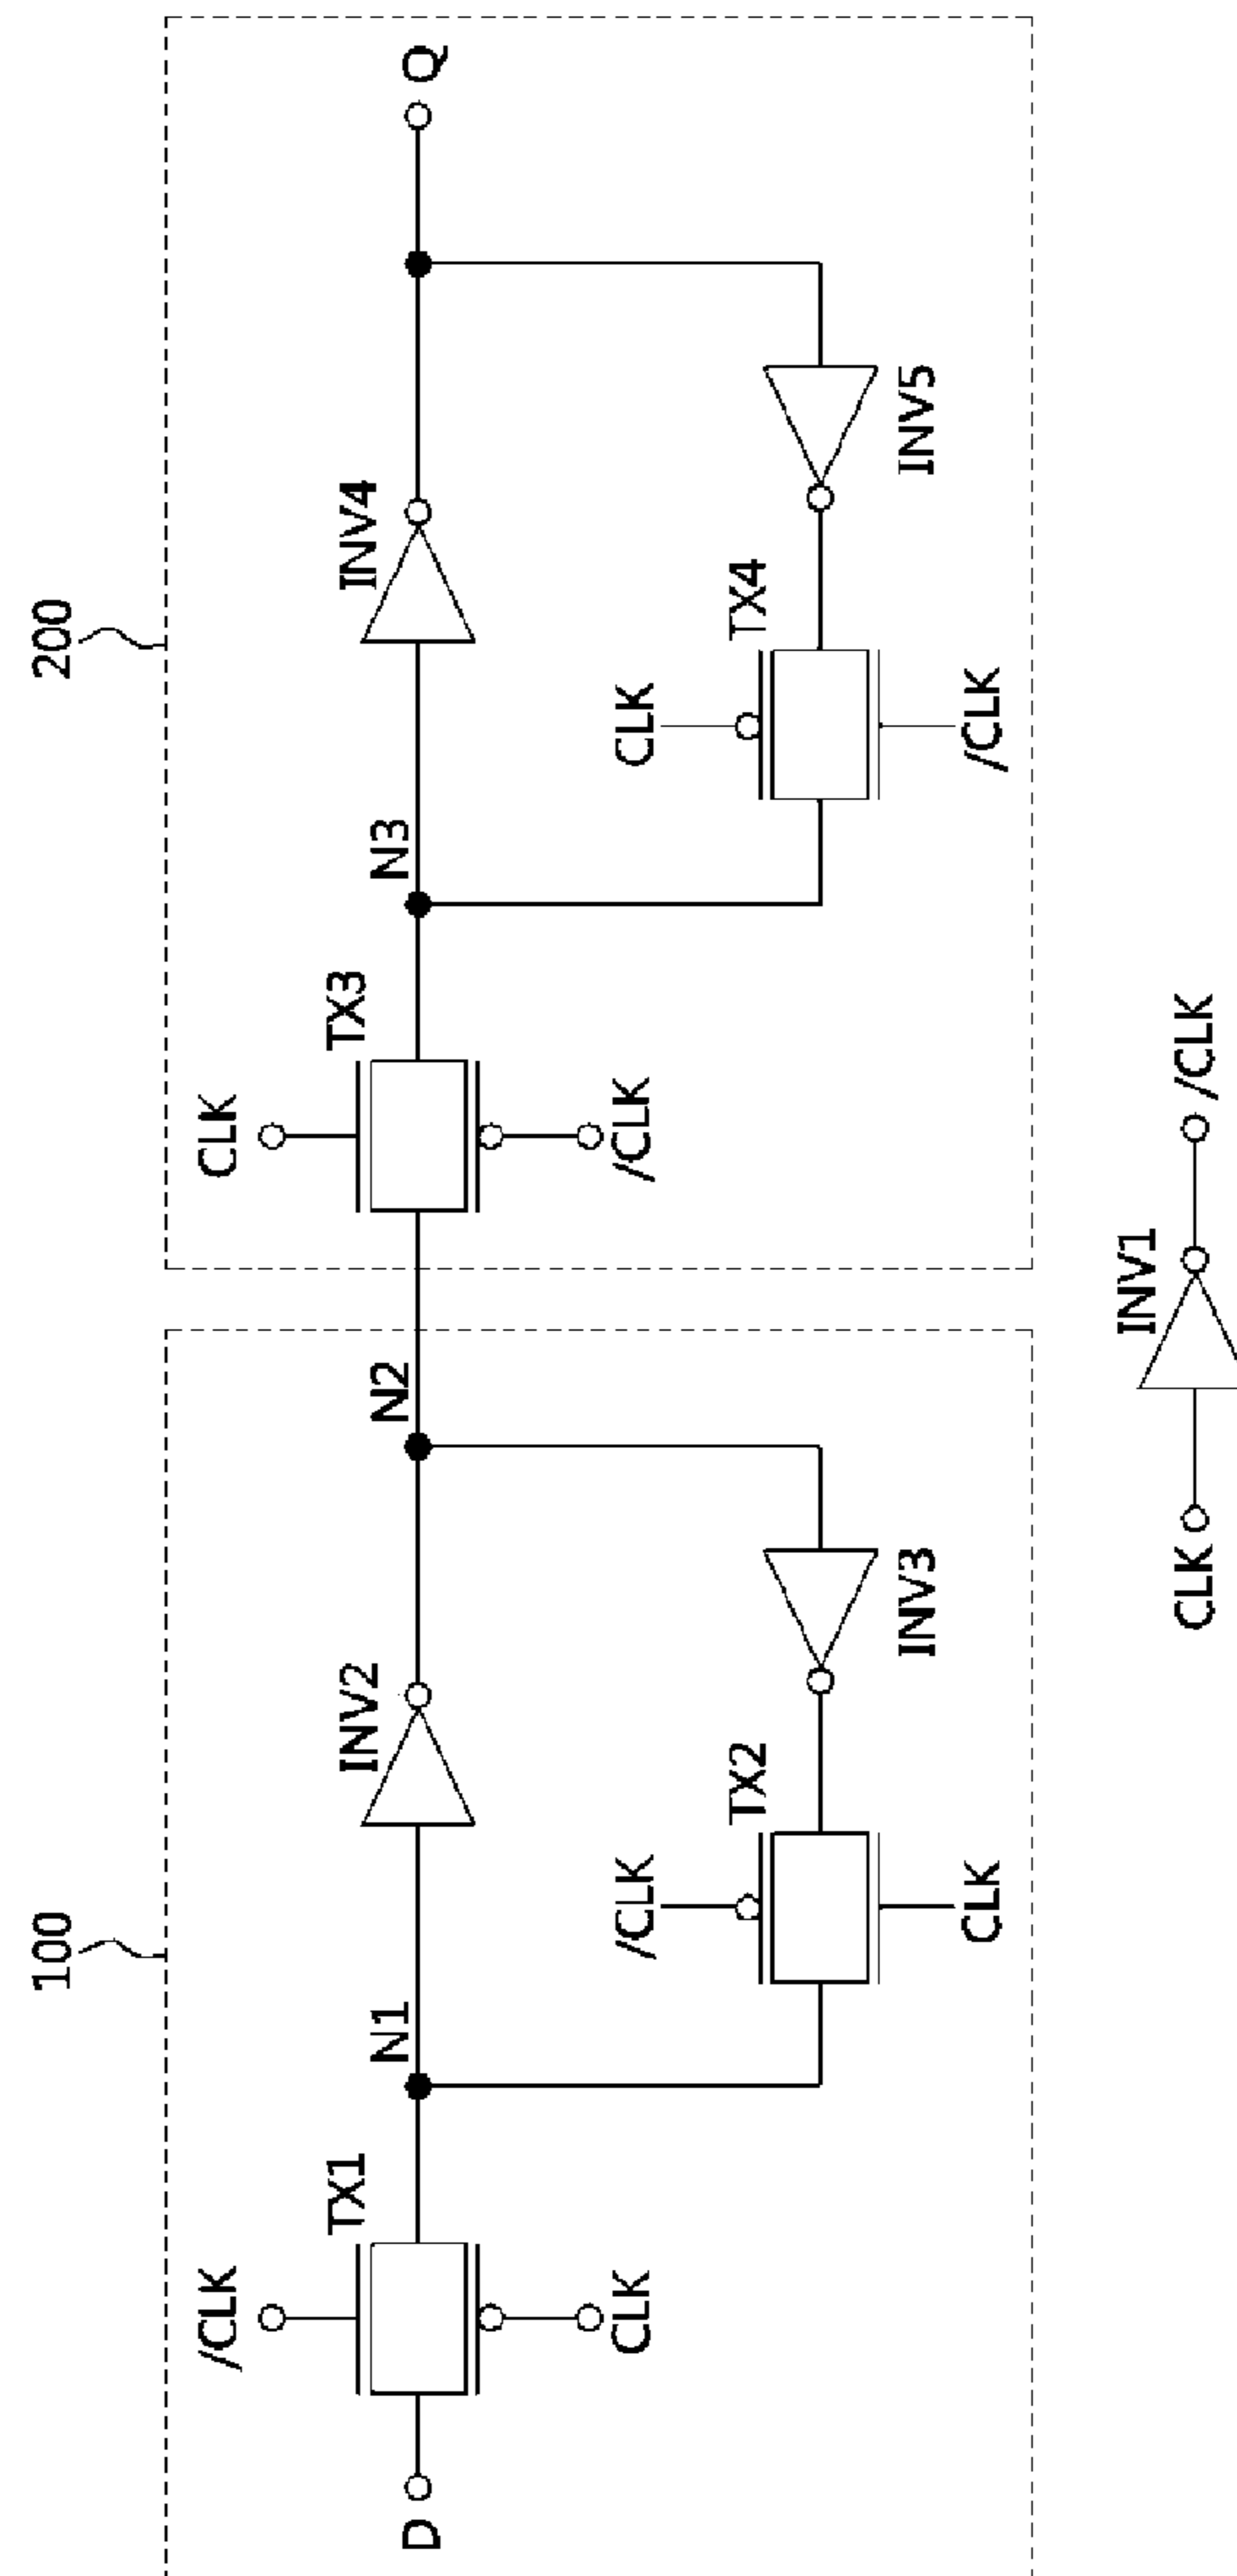 100
200
/CLK
TX1
D
CLK
N1
INV2
N2
/CLK
TX2
CLK
INV3
CLK
TX3
/CLK
N3
INV4
Q
CLK
TX4
/CLK
INV5
CLK
INV1
/CLK